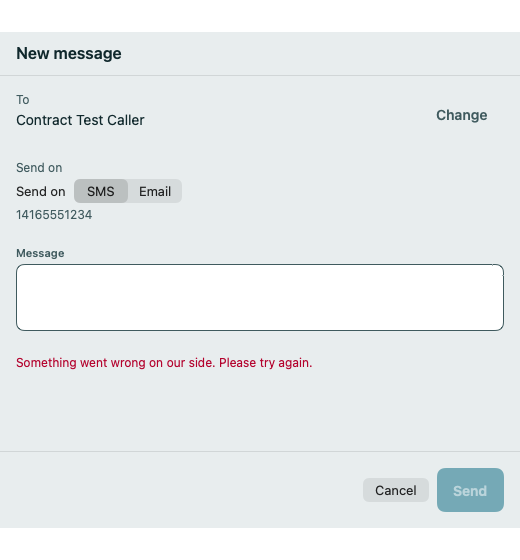 New message
To
Contract Test Caller
Change
Send on
Send on SMS Email
14165551234
Message
Something went wrong on our side. Please try again.
Cancel Send